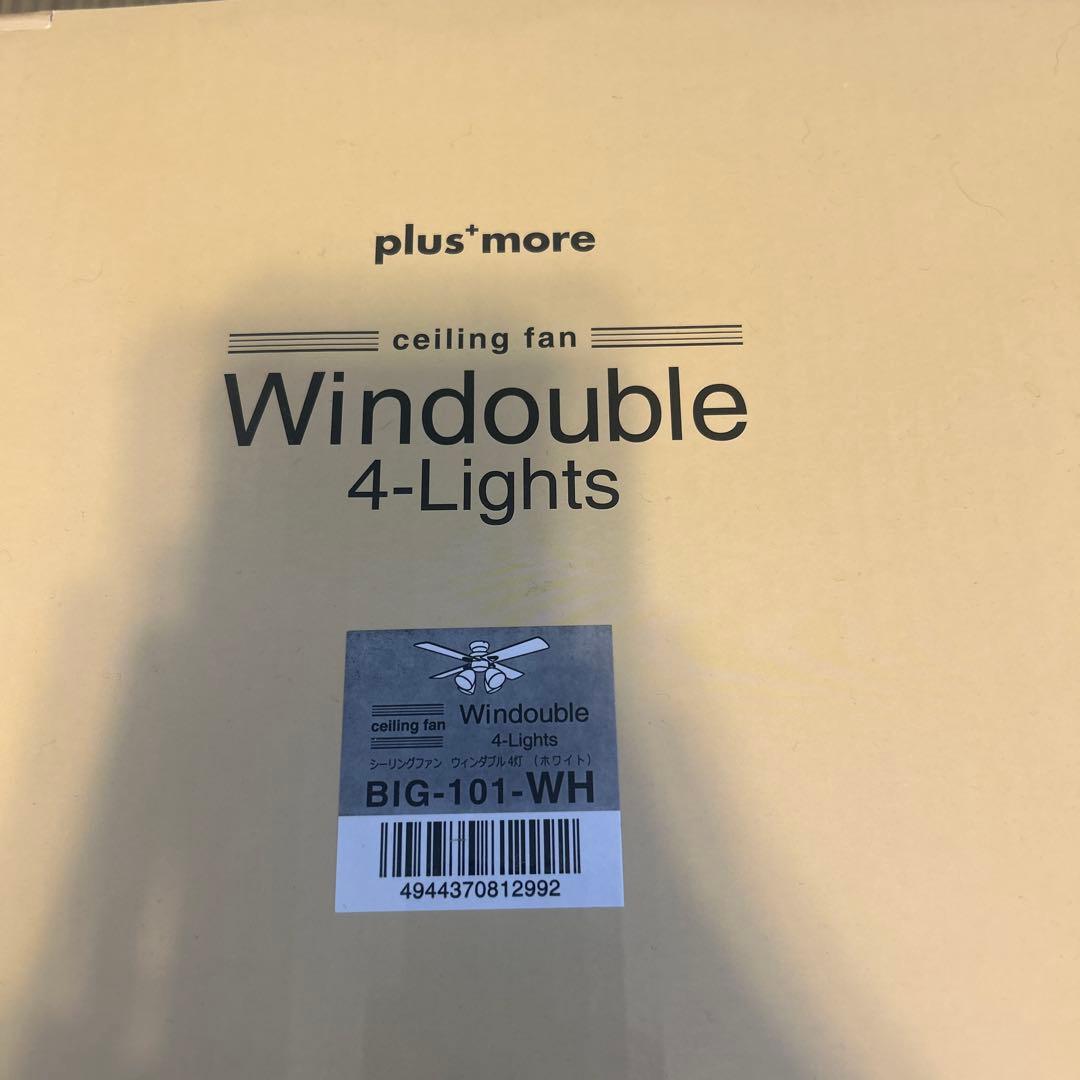 plus+more
ceiling fan
Windouble
4-Lights
ceiling fan Windouble
4-Lights
シーリングファン ウィンダブル 4灯 (ホワイト)
BIG-101-WH
4944370812992